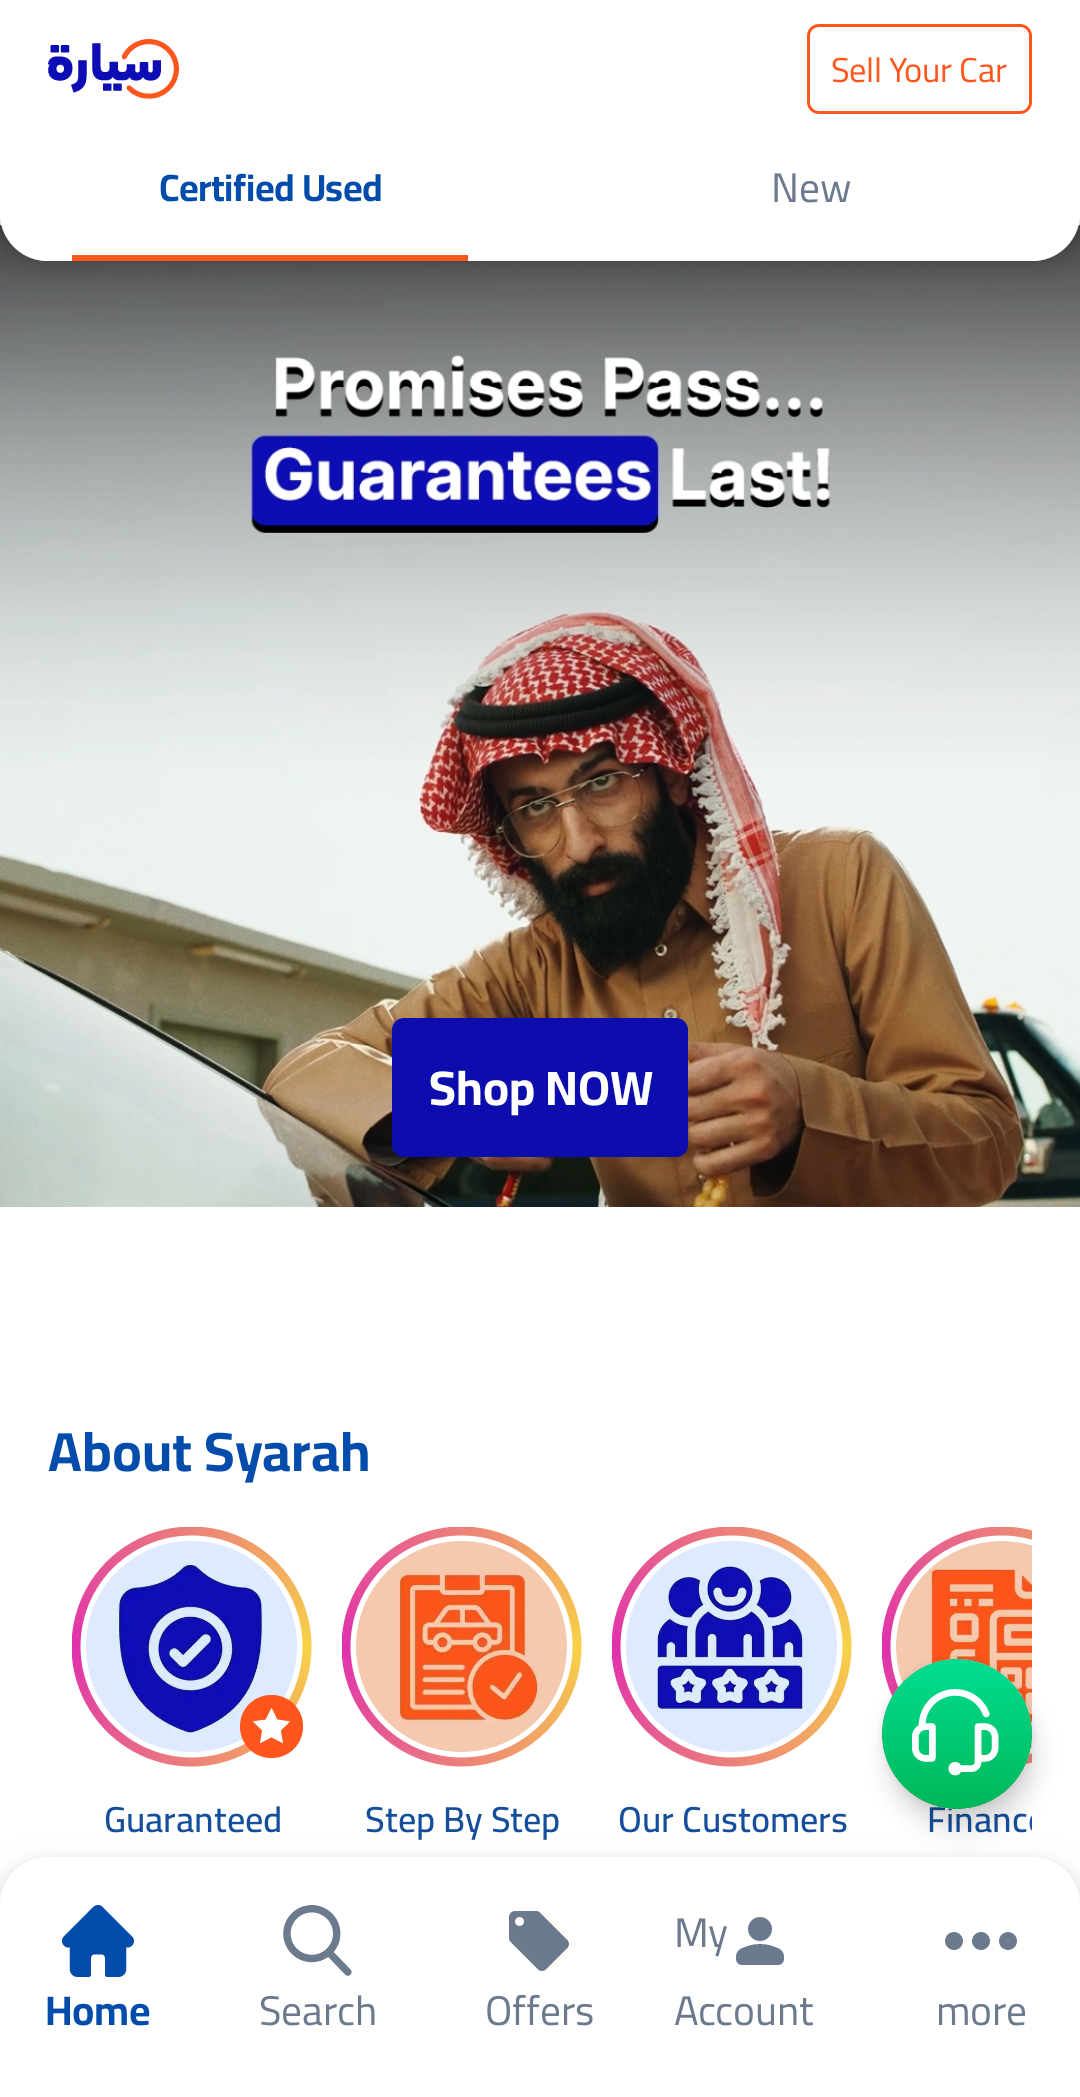 سيارة
Sell Your Car
Certified Used
New
Promises Pass...
Guarantees Last!
Shop NOW
About Syarah
Guaranteed
Step By Step
Our Customers
Financ
Home
Search
Offers
My Account
more